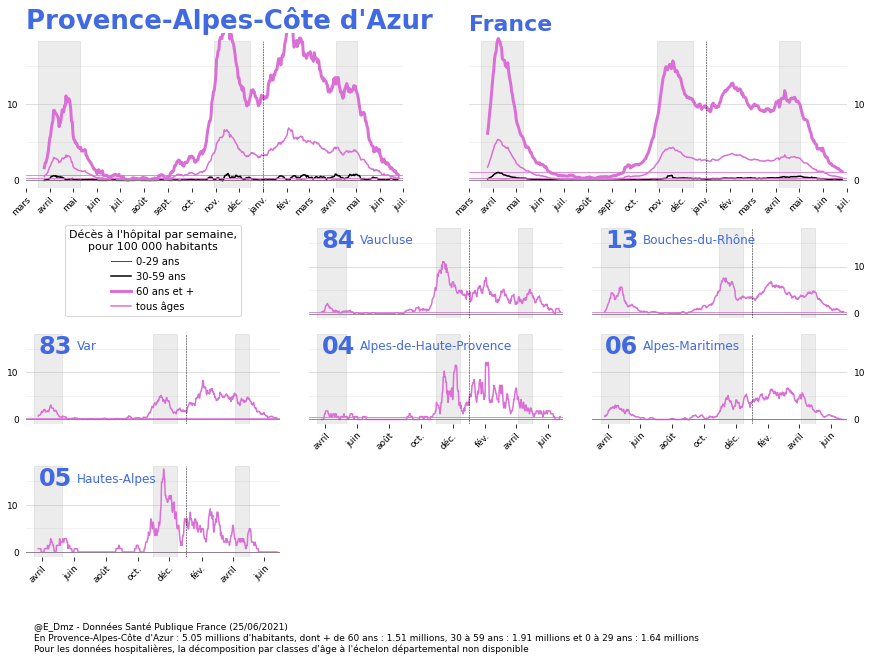 Provence-Alpes-Côte d'Azur
France
10
0
10
0
mars avril mai juin juil. août sept. oct. nov. déc. janv. fév. mars avril mai juin juil.
mars avril mai juin juil. août sept. oct. nov. déc. janv. fév. mars avril mai juin juil.
Décès à l'hôpital par semaine,
pour 100 000 habitants
0-29 ans
30-59 ans
60 ans et +
tous âges
84 Vaucluse
13 Bouches-du-Rhône
10
0
83 Var
04 Alpes-de-Haute-Provence
06 Alpes-Maritimes
10
0
10
0
avril juin août oct. déc. fév. avril juin
avril juin août oct. déc. fév. avril juin
05 Hautes-Alpes
10
0
avril juin août oct. déc. fév. avril juin
@E_Dmz - Données Santé Publique France (25/06/2021)
En Provence-Alpes-Côte d'Azur : 5.05 millions d'habitants, dont + de 60 ans : 1.51 millions, 30 à 59 ans : 1.91 millions et 0 à 29 ans : 1.64 millions
Pour les données hospitalières, la décomposition par classes d'âge à l'échelon départemental non disponible